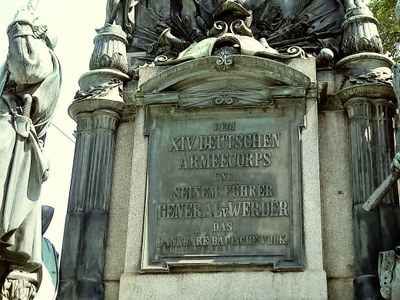 DEM
XIV DEUTSCHEN
ARMEECORPS
UND
SEINEM FÜHRER
GENERAL V. WERDER
DAS
DANKBARE BADISCHE VOLK.